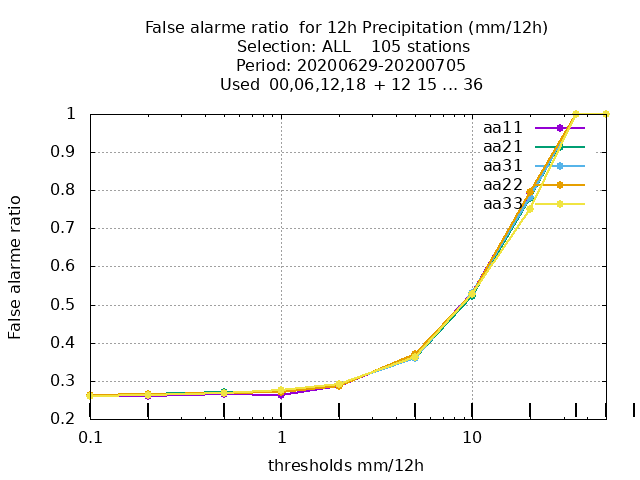 False alarme ratio  for 12h Precipitation (mm/12h)
Selection: ALL    105 stations
Period: 20200629-20200705
Used  00,06,12,18  + 12 15 ... 36
1
0.9
0.8
0.7
0.6
0.5
0.4
0.3
0.2
0.1
1
10
False alarme ratio
thresholds mm/12h
aa11
aa21
aa31
aa22
aa33